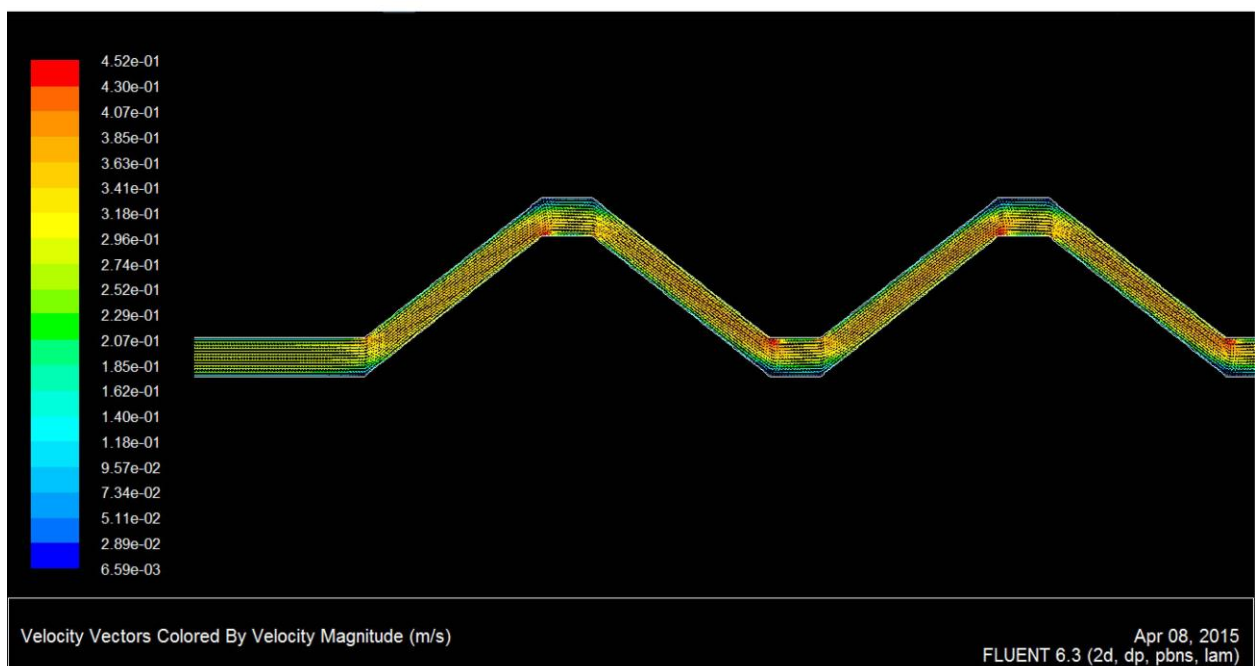 4.52e-01
4.30e-01
4.07e-01
3.85e-01
3.63e-01
3.41e-01
3.18e-01
2.96e-01
2.74e-01
2.52e-01
2.29e-01
2.07e-01
1.85e-01
1.62e-01
1.40e-01
1.18e-01
9.57e-02
7.34e-02
5.11e-02
2.89e-02
6.59e-03
Velocity Vectors Colored By Velocity Magnitude (m/s)
Apr 08, 2015
FLUENT 6.3 (2d, dp, pbns, lam)